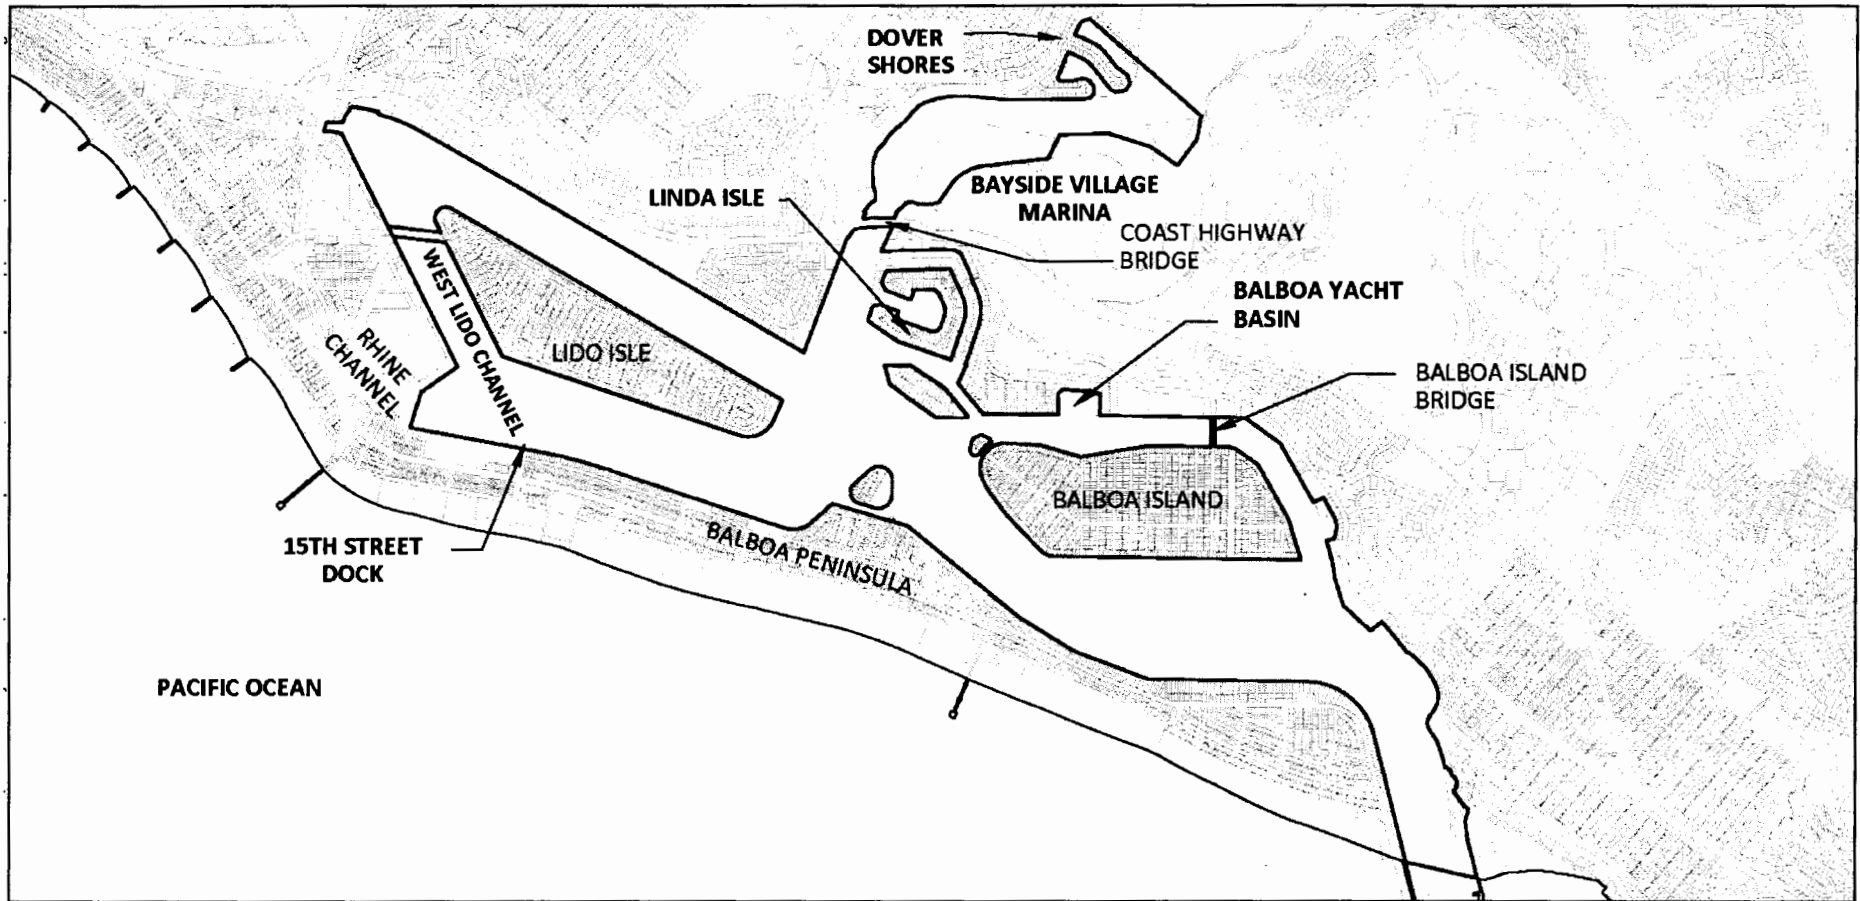 DOVER
SHORES
LINDA ISLE
BAYSIDE VILLAGE
MARINA
COAST HIGHWAY
BRIDGE
BALBOA YACHT
BASIN
WEST LIDO CHANNEL
RHINE
CHANNEL
LIDO ISLE
BALBOA ISLAND
BRIDGE
BALBOA ISLAND
15TH STREET
DOCK
BALBOA PENINSULA
PACIFIC OCEAN